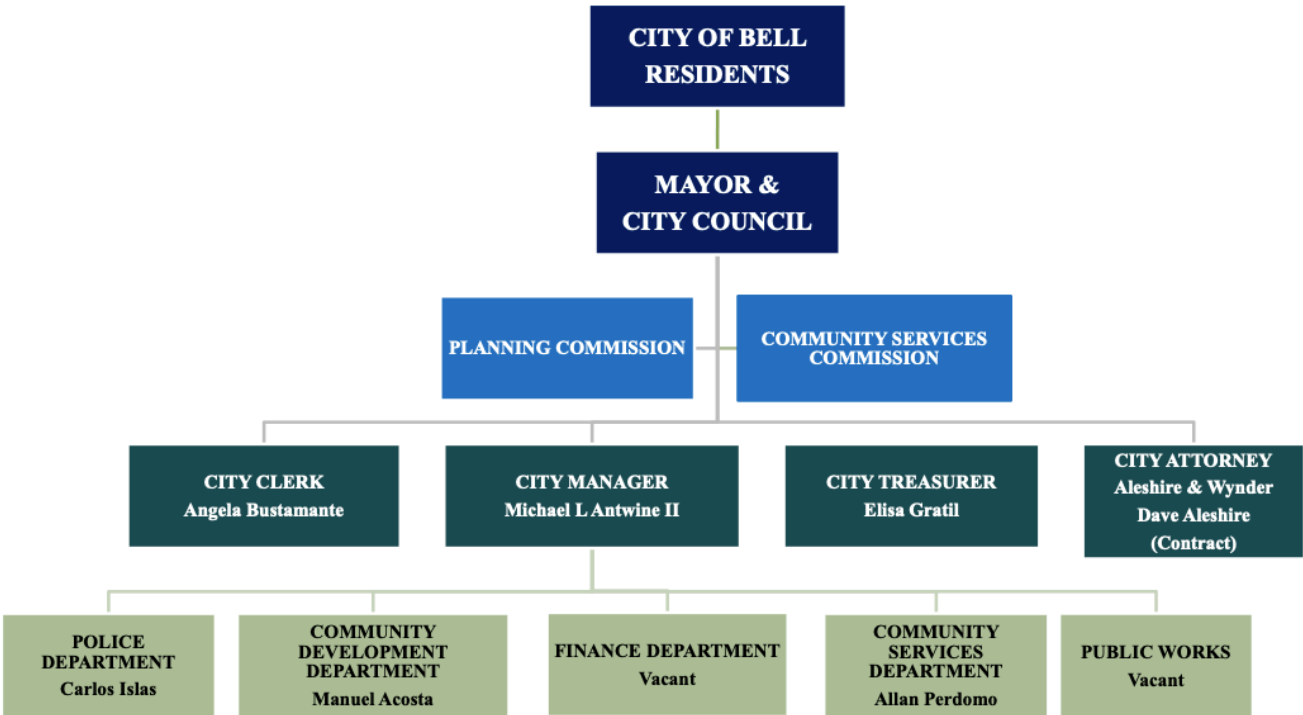 CITY OF BELL
RESIDENTS
MAYOR &
CITY COUNCIL
PLANNING COMMISSION
COMMUNITY SERVICES
COMMISSION
CITY CLERK
Angela Bustamante
CITY MANAGER
Michael L Antwine II
CITY TREASURER
Elisa Gratil
CITY ATTORNEY
Aleshire & Wynder
Dave Aleshire
(Contract)
POLICE
DEPARTMENT
Carlos Islas
COMMUNITY
DEVELOPMENT
DEPARTMENT
Manuel Acosta
FINANCE DEPARTMENT
Vacant
COMMUNITY
SERVICES
DEPARTMENT
Allan Perdomo
PUBLIC WORKS
Vacant